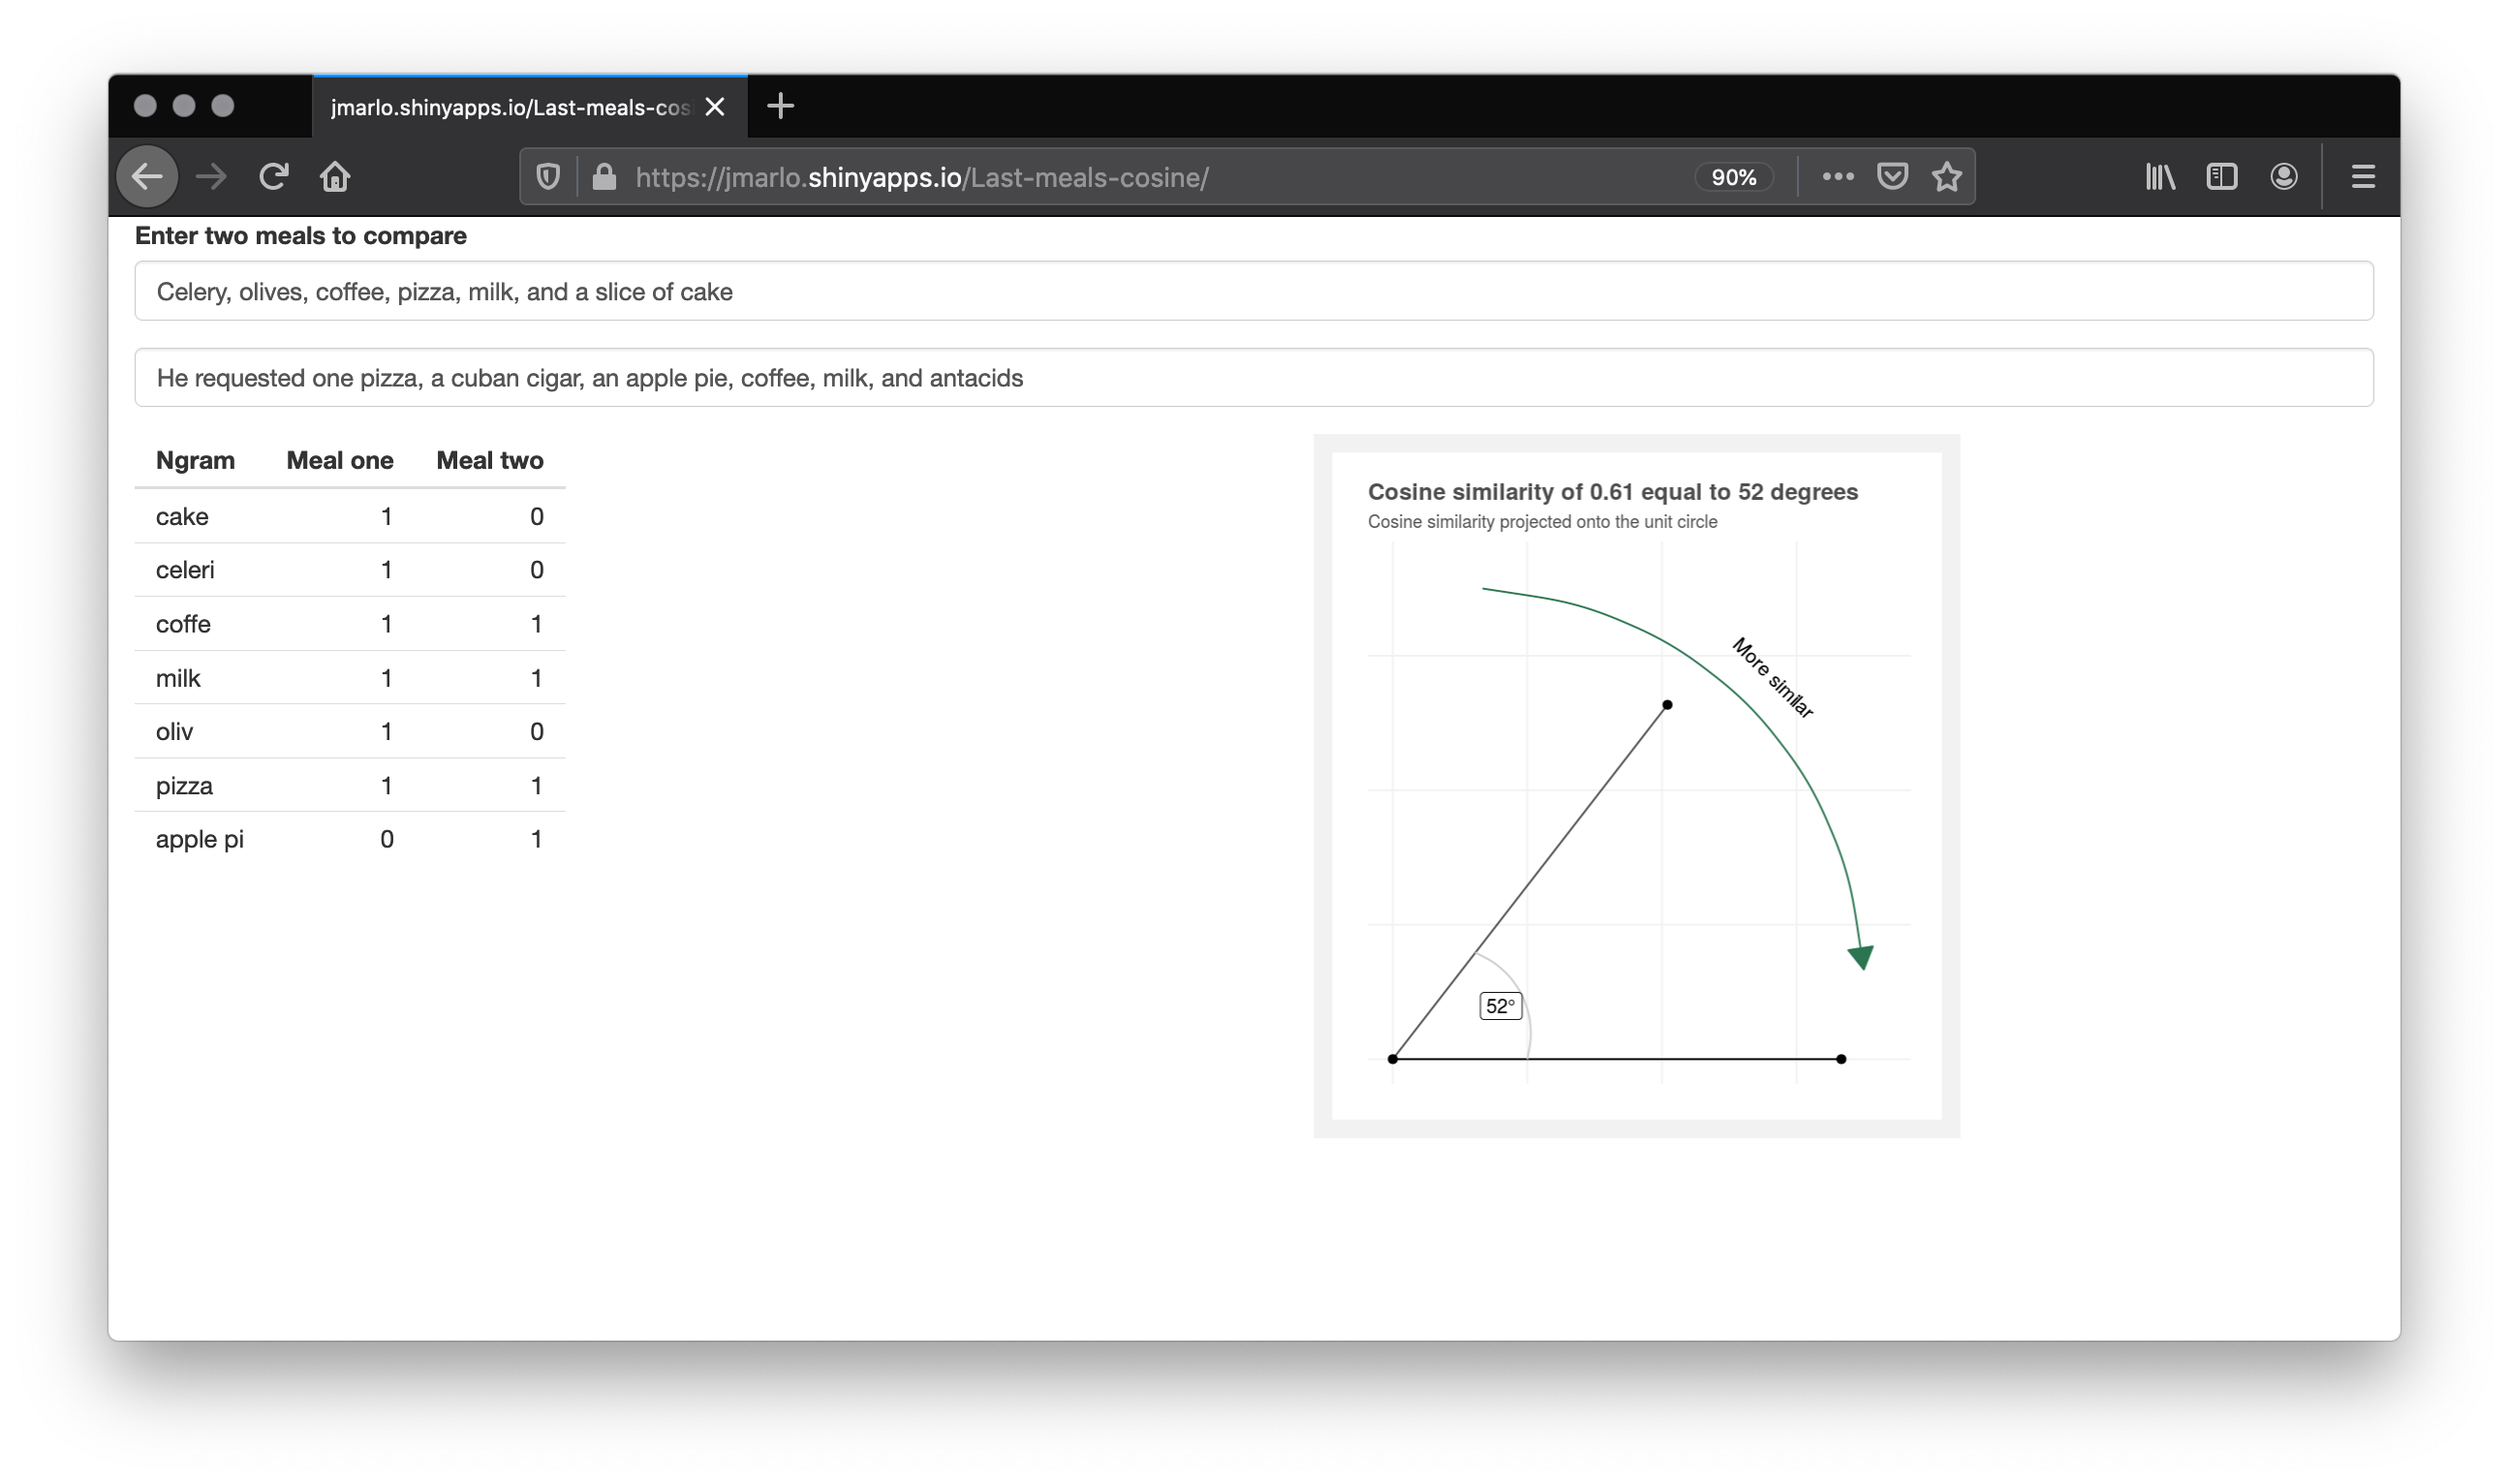 jmarlo.shinyapps.io/Last-meals-cos
https://jmarlo.shinyapps.io/Last-meals-cosine/ 90%
Enter two meals to compare
Celery, olives, coffee, pizza, milk, and a slice of cake
He requested one pizza, a cuban cigar, an apple pie, coffee, milk, and antacids
Ngram Meal one Meal two
cake 1 0
celeri 1 0
coffe 1 1
milk 1 1
oliv 1 0
pizza 1 1
apple pi 0 1
Cosine similarity of 0.61 equal to 52 degrees
Cosine similarity projected onto the unit circle
More similar
52°